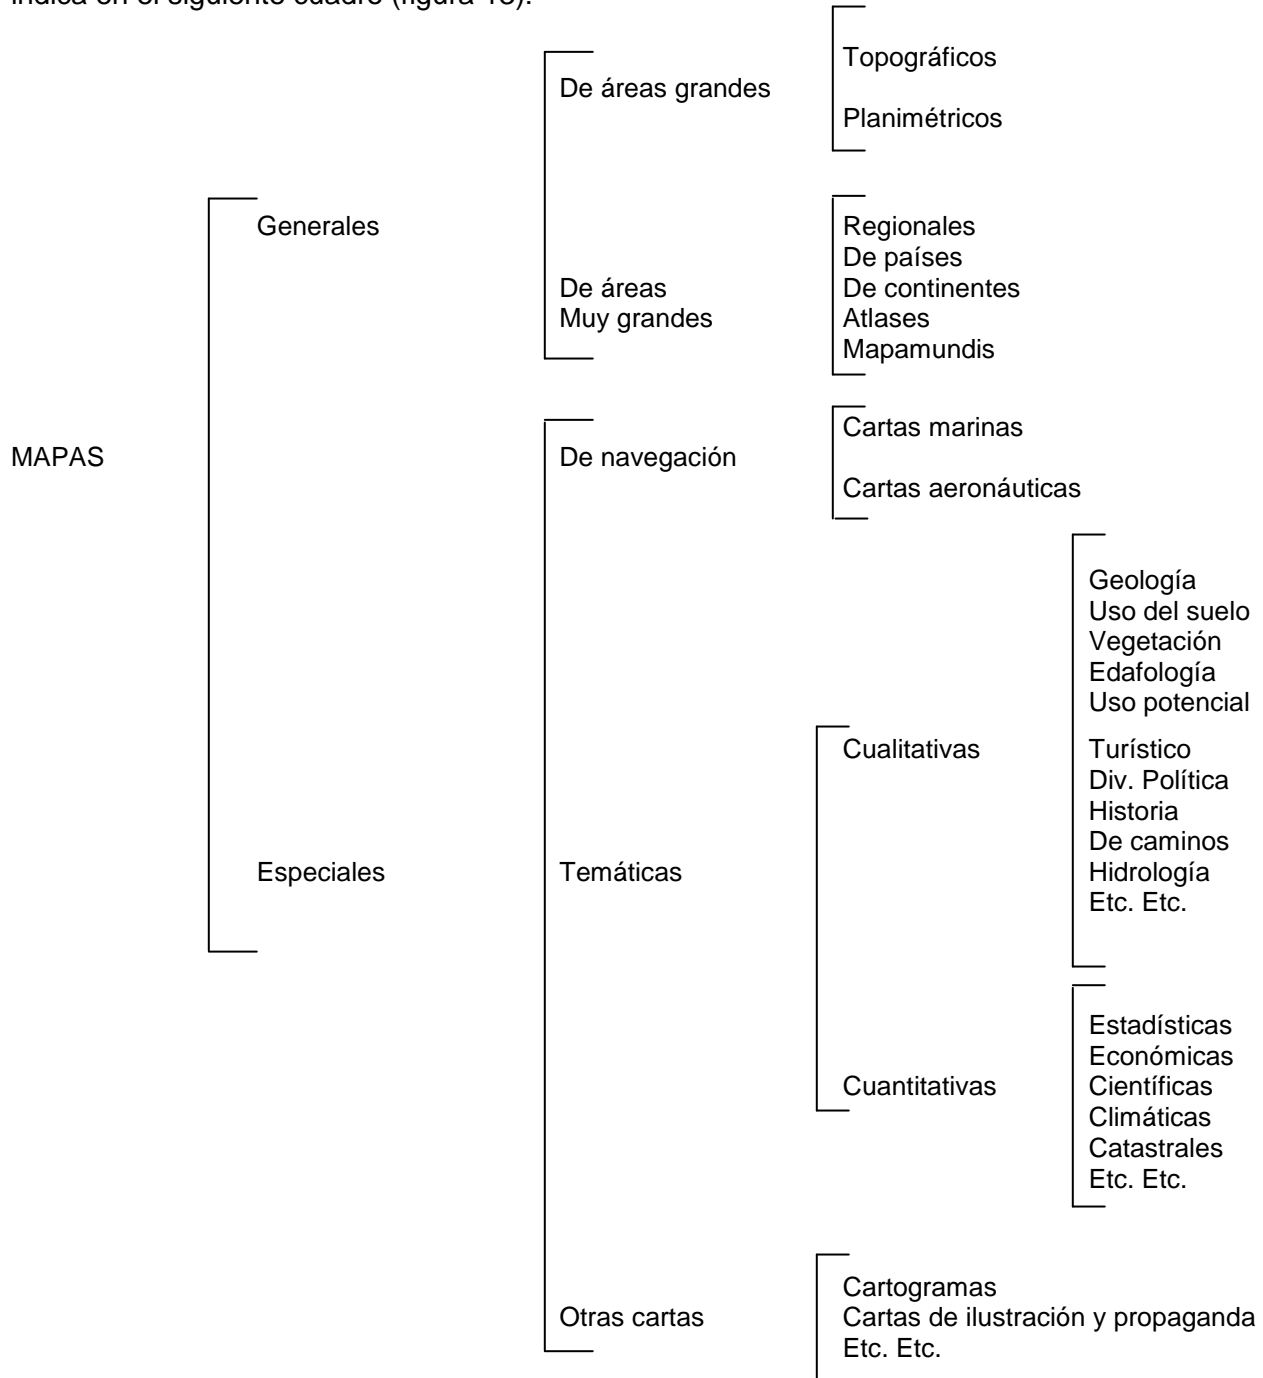 indica en el siguiente cuadro (figura 18).
MAPAS
Generales
De áreas grandes
Topográficos
Planimétricos
De áreas
Muy grandes
Regionales
De países
De continentes
Atlases
Mapamundis
Especiales
De navegación
Cartas marinas
Cartas aeronáuticas
Temáticas
Cualitativas
Geología
Uso del suelo
Vegetación
Edafología
Uso potencial
Turístico
Div. Política
Historia
De caminos
Hidrología
Etc. Etc.
Cuantitativas
Estadísticas
Económicas
Científicas
Climáticas
Catastrales
Etc. Etc.
Otras cartas
Cartogramas
Cartas de ilustración y propaganda
Etc. Etc.